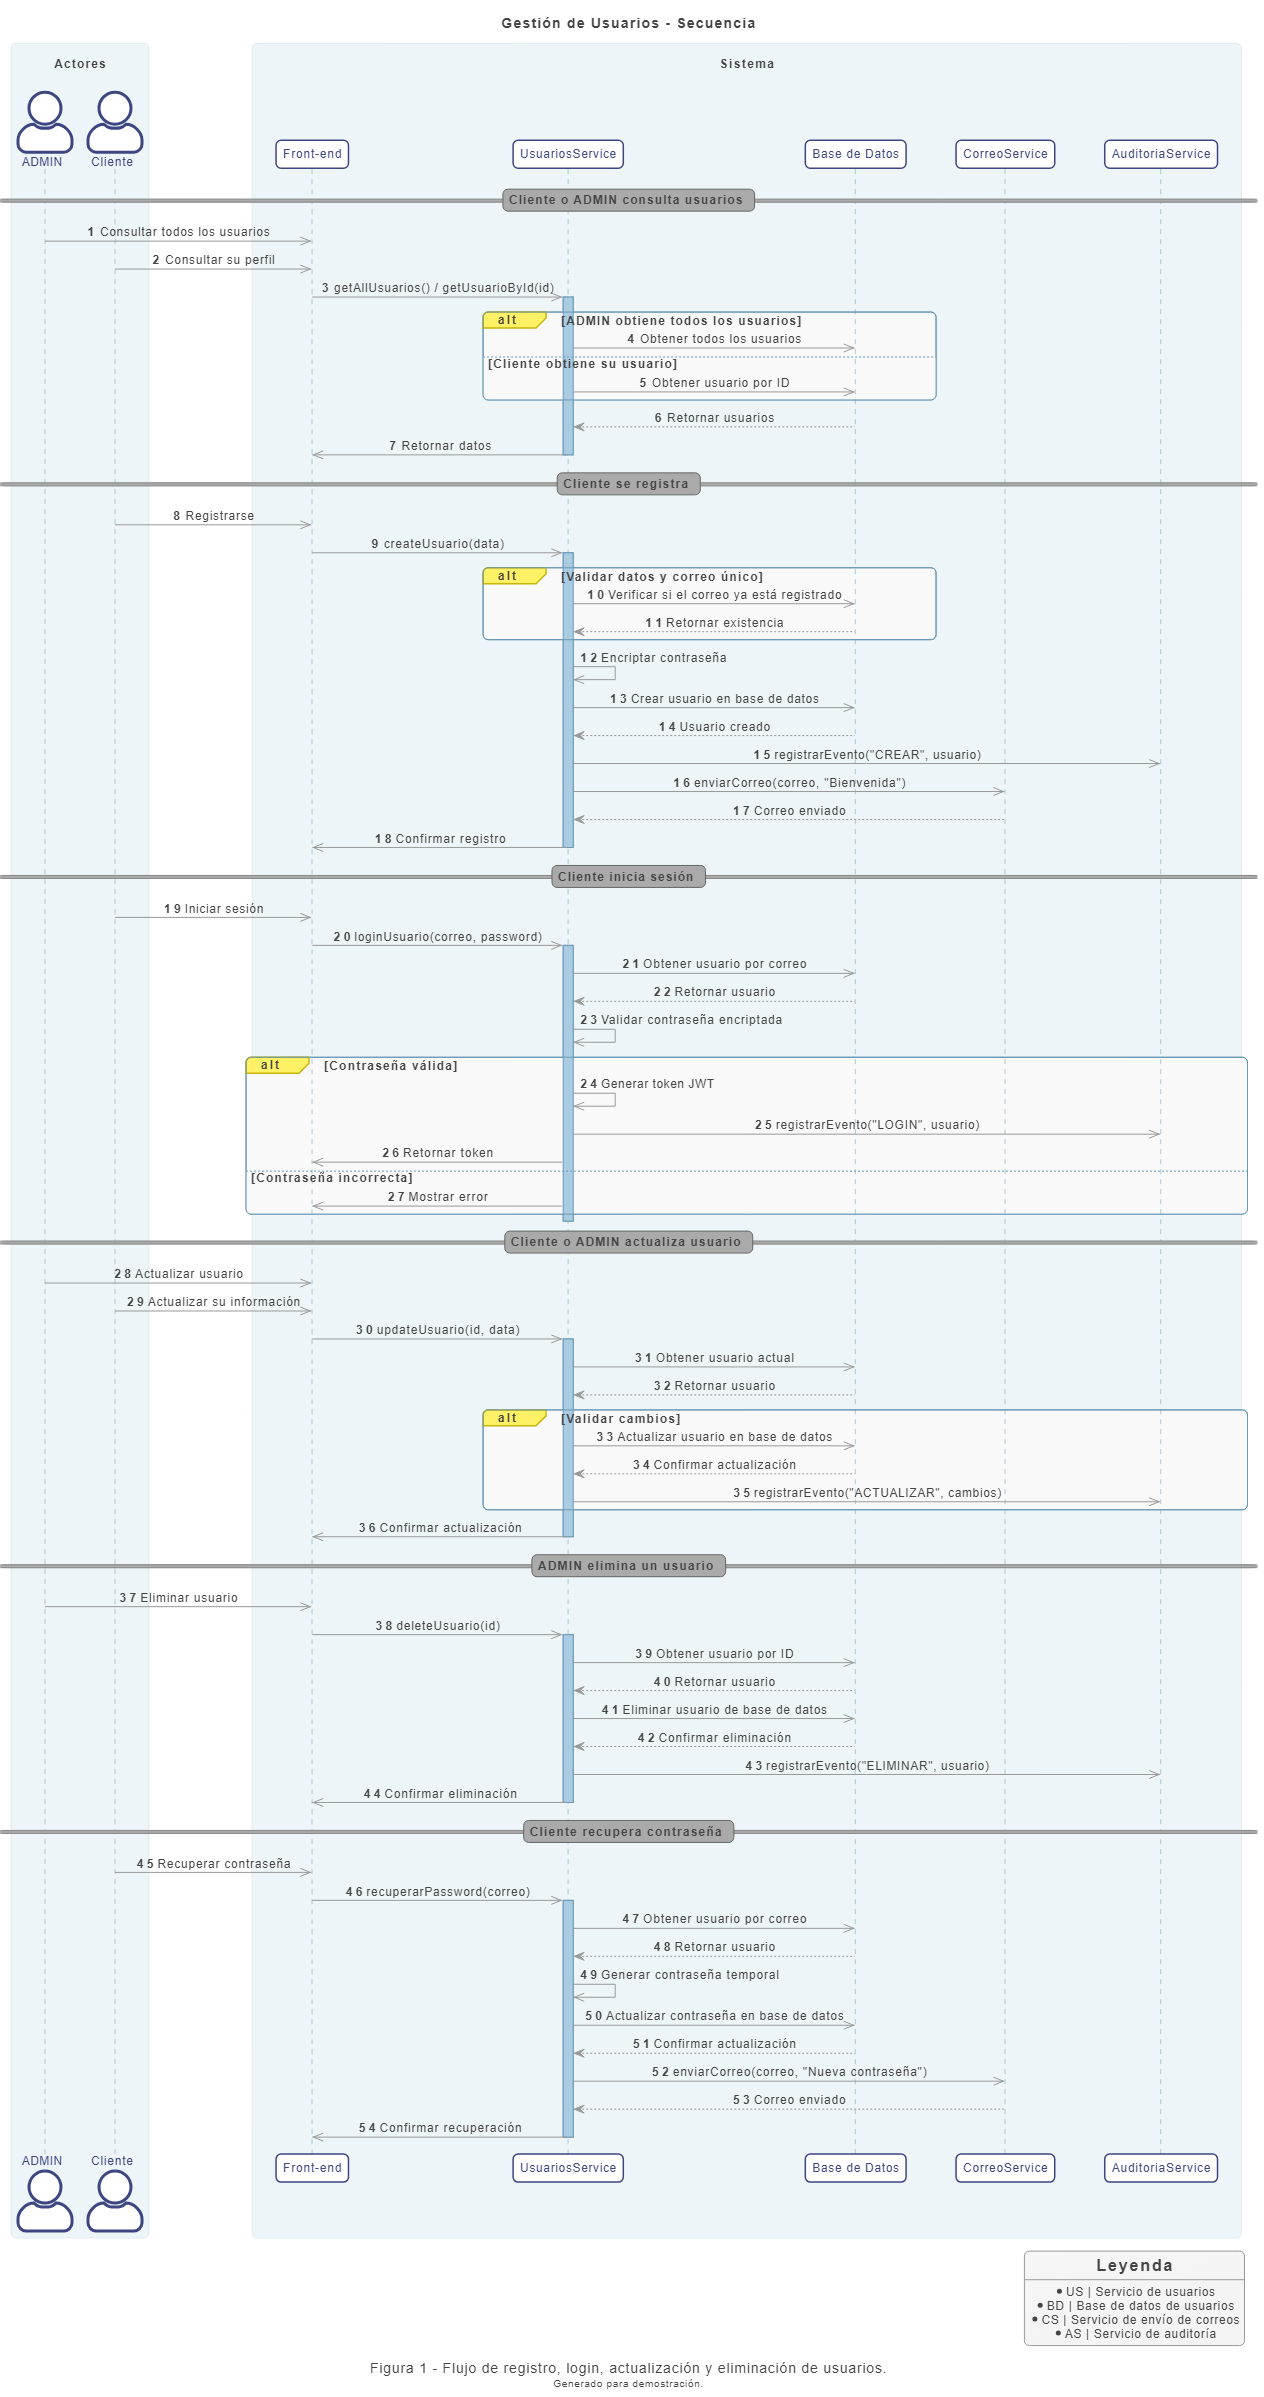 Gestión de Usuarios - Secuencia
Actores
Sistema
ADMIN
Cliente
Front-end
UsuariosService
Base de Datos
CorreoService
AuditoriaService
Cliente o ADMIN consulta usuarios
1 Consultar todos los usuarios
2 Consultar su perfil
3 getAllUsuarios() / getUsuarioById(id)
alt [ADMIN obtiene todos los usuarios]
4 Obtener todos los usuarios
[Cliente obtiene su usuario]
5 Obtener usuario por ID
6 Retornar usuarios
7 Retornar datos
Cliente se registra
8 Registrarse
9 createUsuario(data)
alt [Validar datos y correo único]
10 Verificar si el correo ya está registrado
11 Retornar existencia
12 Encriptar contraseña
13 Crear usuario en base de datos
14 Usuario creado
15 registrarEvento("CREAR", usuario)
16 enviarCorreo(correo, "Bienvenida")
17 Correo enviado
18 Confirmar registro
Cliente inicia sesión
19 Iniciar sesión
20 loginUsuario(correo, password)
21 Obtener usuario por correo
22 Retornar usuario
23 Validar contraseña encriptada
alt [Contraseña válida]
24 Generar token JWT
25 registrarEvento("LOGIN", usuario)
26 Retornar token
[Contraseña incorrecta]
27 Mostrar error
Cliente o ADMIN actualiza usuario
28 Actualizar usuario
29 Actualizar su información
30 updateUsuario(id, data)
31 Obtener usuario actual
32 Retornar usuario
alt [Validar cambios]
33 Actualizar usuario en base de datos
34 Confirmar actualización
35 registrarEvento("ACTUALIZAR", cambios)
36 Confirmar actualización
ADMIN elimina un usuario
37 Eliminar usuario
38 deleteUsuario(id)
39 Obtener usuario por ID
40 Retornar usuario
41 Eliminar usuario de base de datos
42 Confirmar eliminación
43 registrarEvento("ELIMINAR", usuario)
44 Confirmar eliminación
Cliente recupera contraseña
45 Recuperar contraseña
46 recuperarPassword(correo)
47 Obtener usuario por correo
48 Retornar usuario
49 Generar contraseña temporal
50 Actualizar contraseña en base de datos
51 Confirmar actualización
52 enviarCorreo(correo, "Nueva contraseña")
53 Correo enviado
54 Confirmar recuperación
ADMIN
Cliente
Front-end
UsuariosService
Base de Datos
CorreoService
AuditoriaService
Leyenda
• US | Servicio de usuarios
• BD | Base de datos de usuarios
• CS | Servicio de envío de correos
• AS | Servicio de auditoría
Figura 1 - Flujo de registro, login, actualización y eliminación de usuarios.
Generado para demostración.